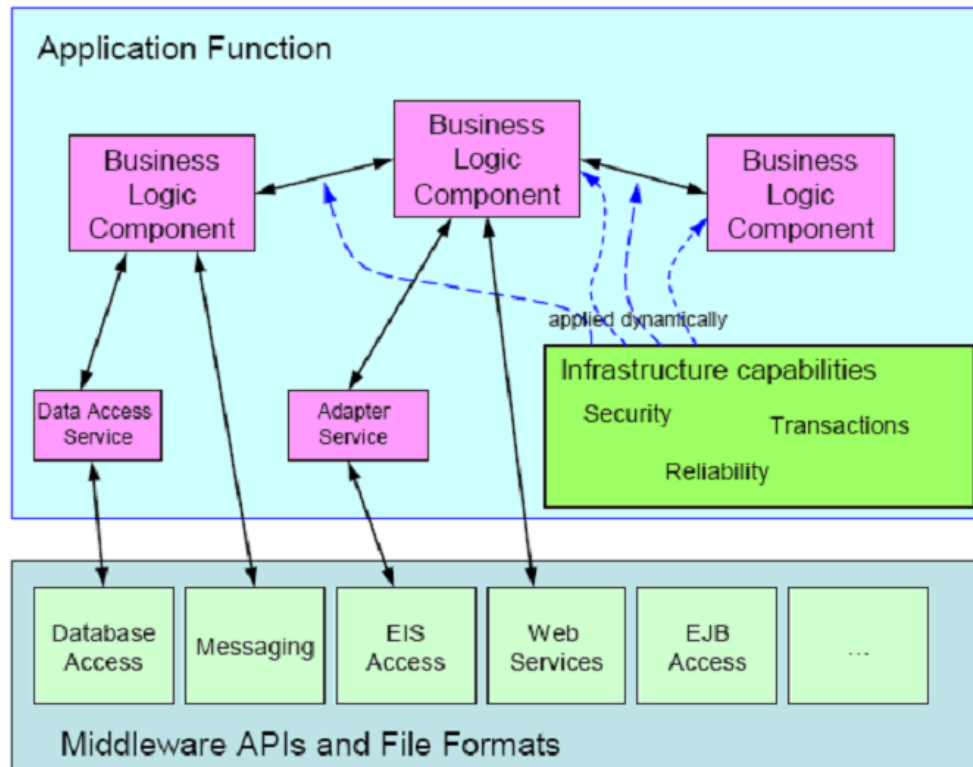 Application Function
Business
Logic
Component
Business
Logic
Component
Business
Logic
Component
applied dynamically
Infrastructure capabilities
Security
Transactions
Reliability
Data Access
Service
Adapter
Service
Database
Access
Messaging
EIS
Access
Web
Services
EJB
Access
...
Middleware APIs and File Formats